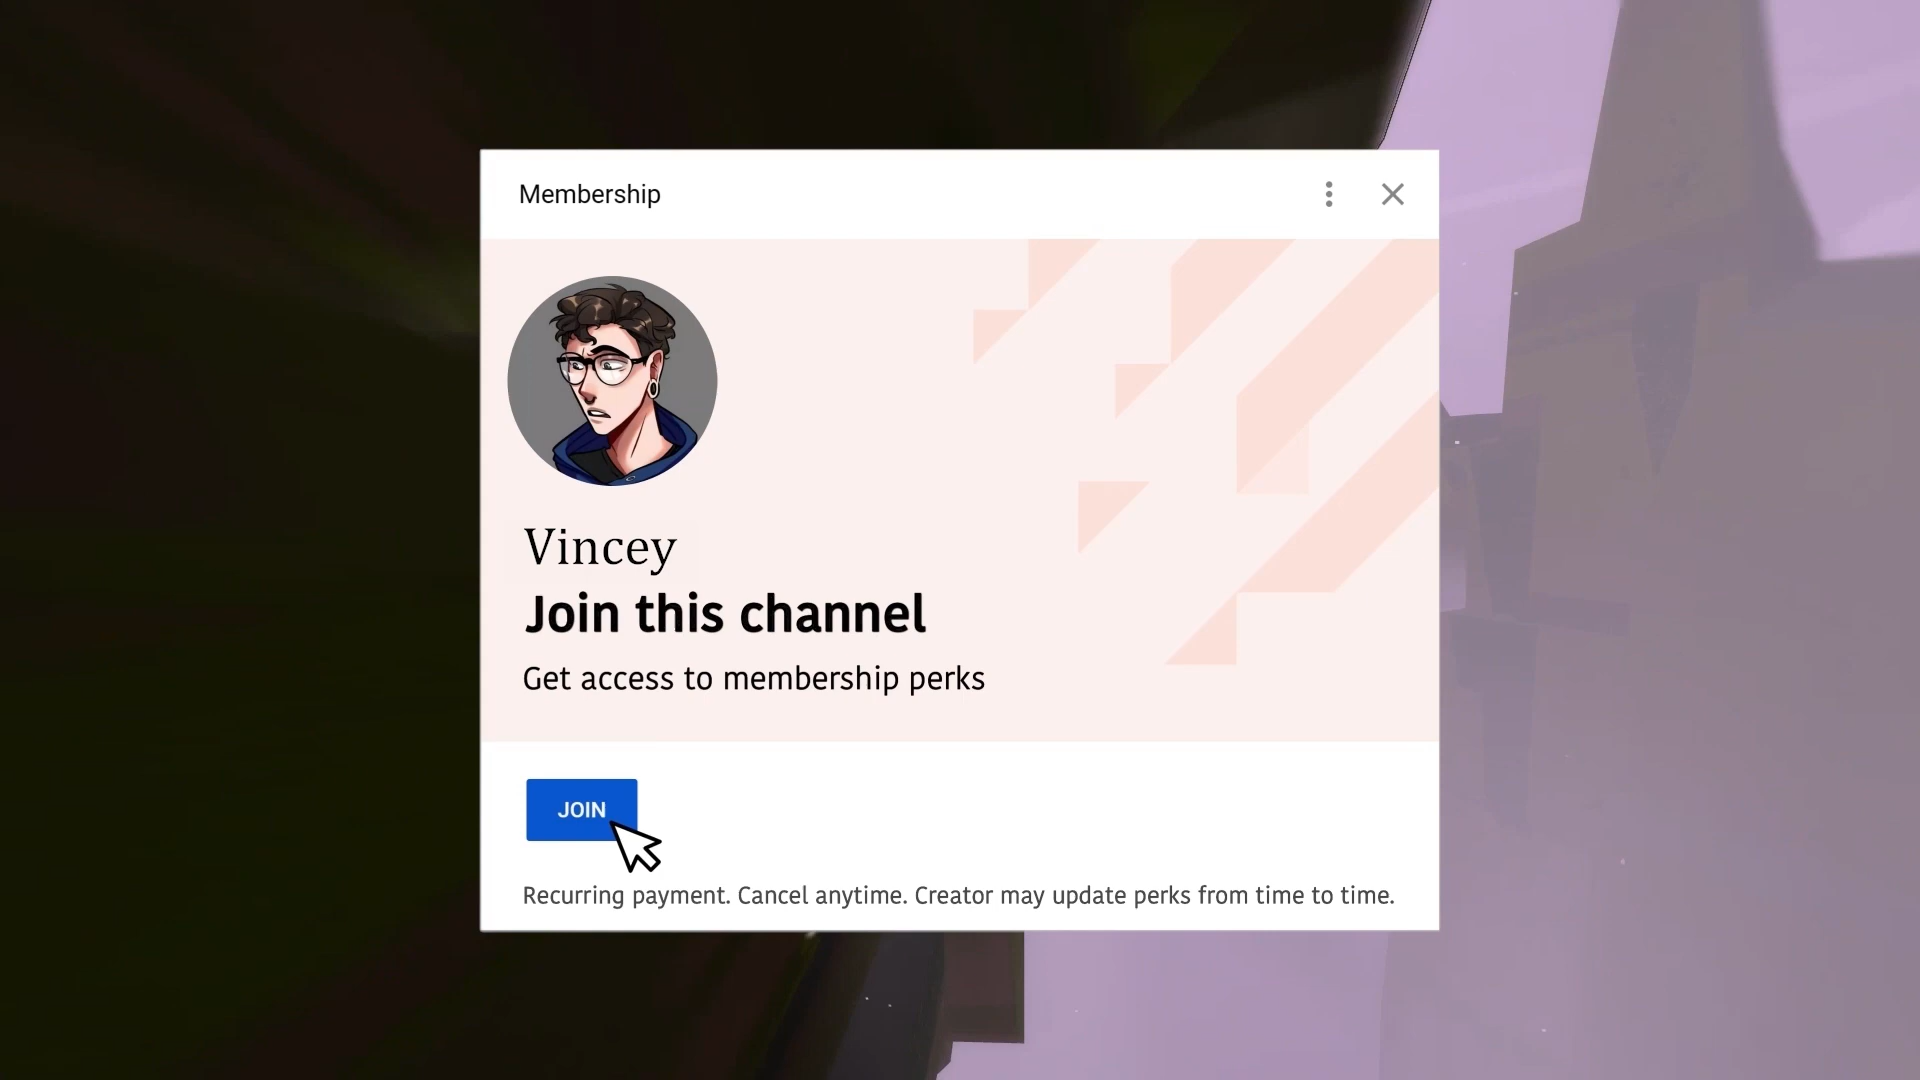 Membership
Vincey
Join this channel
Get access to membership perks
JOIN
Recurring payment. Cancel anytime. Creator may update perks from time to time.